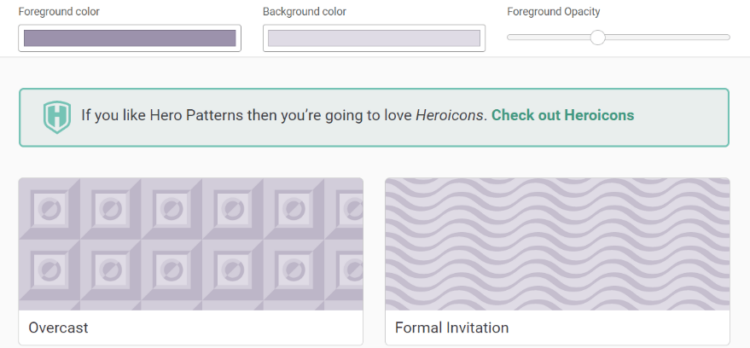 Foreground color
Background color
Foreground Opacity
If you like Hero Patterns then you're going to love Heroicons. Check out Heroicons
Overcast
Formal Invitation